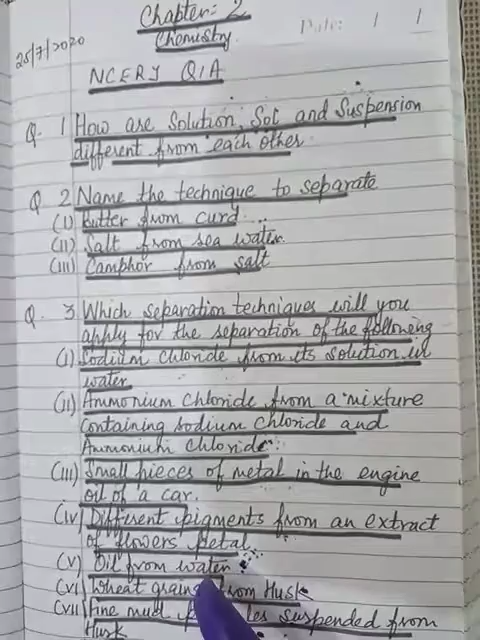 Chapter: 2
Chemistry
Date: / /
25/7/2020
NCERT Q1A
Q. 1 How are Solution, Sol and Suspension
different from each other
Q 2 Name the technique to separate
(i) Butter from curd...
(ii) Salt from sea water.
(iii) Camphor from salt
Q. 3 Which separation techniques will you
apply for the separation of the following
(i) Sodium chloride from its solution in
water
(ii) Ammonium chloride from a mixture
containing sodium chloride and
Ammonium chloride
(iii) Small pieces of metal in the engine
oil of a car.
(iv) Different pigments from an extract
of flowers petal
(v) Oil from water
(vi) Wheat grains from Husk
(vii) Fine mud suspended from
Husk